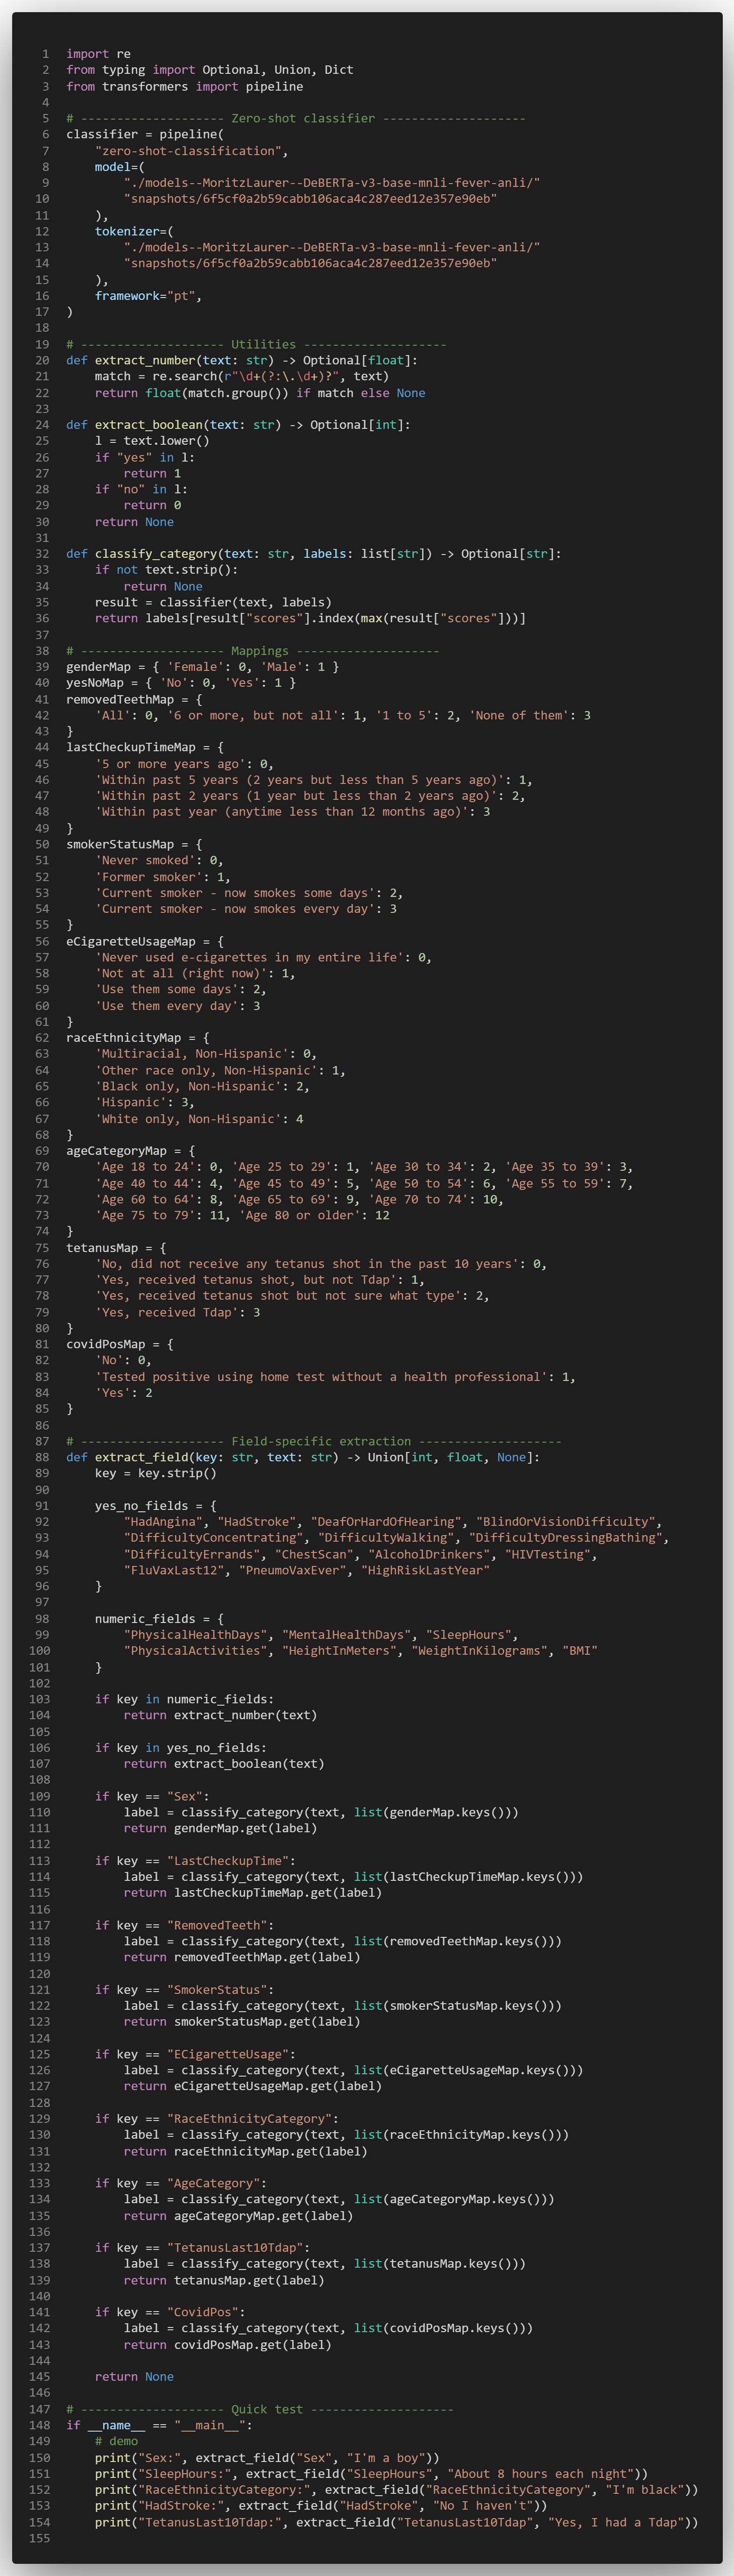 1 import re
2 from typing import Optional, Union, Dict
3 from transformers import pipeline
4
5 # -------------------- Zero-shot classifier --------------------
6 classifier = pipeline(
7     "zero-shot-classification",
8     model=(
9         "./models--MoritzLaurer--DeBERTa-v3-base-mnli-fever-anli/"
10         "snapshots/6f5cf0a2b59cabb106aca4c287eed12e357e90eb"
11     ),
12     tokenizer=(
13         "./models--MoritzLaurer--DeBERTa-v3-base-mnli-fever-anli/"
14         "snapshots/6f5cf0a2b59cabb106aca4c287eed12e357e90eb"
15     ),
16     framework="pt",
17 )
18
19 # -------------------- Utilities --------------------
20 def extract_number(text: str) -> Optional[float]:
21     match = re.search(r"\d+(?:\.\d+)?", text)
22     return float(match.group()) if match else None
23
24 def extract_boolean(text: str) -> Optional[int]:
25     l = text.lower()
26     if "yes" in l:
27         return 1
28     if "no" in l:
29         return 0
30     return None
31
32 def classify_category(text: str, labels: list[str]) -> Optional[str]:
33     if not text.strip():
34         return None
35     result = classifier(text, labels)
36     return labels[result["scores"].index(max(result["scores"]))]
37
38 # -------------------- Mappings --------------------
39 genderMap = { 'Female': 0, 'Male': 1 }
40 yesNoMap = { 'No': 0, 'Yes': 1 }
41 removedTeethMap = {
42     'All': 0, '6 or more, but not all': 1, '1 to 5': 2, 'None of them': 3
43 }
44 lastCheckupTimeMap = {
45     '5 or more years ago': 0,
46     'Within past 5 years (2 years but less than 5 years ago)': 1,
47     'Within past 2 years (1 year but less than 2 years ago)': 2,
48     'Within past year (anytime less than 12 months ago)': 3
49 }
50 smokerStatusMap = {
51     'Never smoked': 0,
52     'Former smoker': 1,
53     'Current smoker - now smokes some days': 2,
54     'Current smoker - now smokes every day': 3
55 }
56 eCigaretteUsageMap = {
57     'Never used e-cigarettes in my entire life': 0,
58     'Not at all (right now)': 1,
59     'Use them some days': 2,
60     'Use them every day': 3
61 }
62 raceEthnicityMap = {
63     'Multiracial, Non-Hispanic': 0,
64     'Other race only, Non-Hispanic': 1,
65     'Black only, Non-Hispanic': 2,
66     'Hispanic': 3,
67     'White only, Non-Hispanic': 4
68 }
69 ageCategoryMap = {
70     'Age 18 to 24': 0, 'Age 25 to 29': 1, 'Age 30 to 34': 2, 'Age 35 to 39': 3,
71     'Age 40 to 44': 4, 'Age 45 to 49': 5, 'Age 50 to 54': 6, 'Age 55 to 59': 7,
72     'Age 60 to 64': 8, 'Age 65 to 69': 9, 'Age 70 to 74': 10,
73     'Age 75 to 79': 11, 'Age 80 or older': 12
74 }
75 tetanusMap = {
76     'No, did not receive any tetanus shot in the past 10 years': 0,
77     'Yes, received tetanus shot, but not Tdap': 1,
78     'Yes, received tetanus shot but not sure what type': 2,
79     'Yes, received Tdap': 3
80 }
81 covidPosMap = {
82     'No': 0,
83     'Tested positive using home test without a health professional': 1,
84     'Yes': 2
85 }
86
87 # -------------------- Field-specific extraction --------------------
88 def extract_field(key: str, text: str) -> Union[int, float, None]:
89     key = key.strip()
90
91     yes_no_fields = {
92         "HadAngina", "HadStroke", "DeafOrHardOfHearing", "BlindOrVisionDifficulty",
93         "DifficultyConcentrating", "DifficultyWalking", "DifficultyDressingBathing",
94         "DifficultyErrands", "ChestScan", "AlcoholDrinkers", "HIVTesting",
95         "FluVaxLast12", "PneumoVaxEver", "HighRiskLastYear"
96     }
97
98     numeric_fields = {
99         "PhysicalHealthDays", "MentalHealthDays", "SleepHours",
100         "PhysicalActivities", "HeightInMeters", "WeightInKilograms", "BMI"
101     }
102
103     if key in numeric_fields:
104         return extract_number(text)
105
106     if key in yes_no_fields:
107         return extract_boolean(text)
108
109     if key == "Sex":
110         label = classify_category(text, list(genderMap.keys()))
111         return genderMap.get(label)
112
113     if key == "LastCheckupTime":
114         label = classify_category(text, list(lastCheckupTimeMap.keys()))
115         return lastCheckupTimeMap.get(label)
116
117     if key == "RemovedTeeth":
118         label = classify_category(text, list(removedTeethMap.keys()))
119         return removedTeethMap.get(label)
120
121     if key == "SmokerStatus":
122         label = classify_category(text, list(smokerStatusMap.keys()))
123         return smokerStatusMap.get(label)
124
125     if key == "ECigaretteUsage":
126         label = classify_category(text, list(eCigaretteUsageMap.keys()))
127         return eCigaretteUsageMap.get(label)
128
129     if key == "RaceEthnicityCategory":
130         label = classify_category(text, list(raceEthnicityMap.keys()))
131         return raceEthnicityMap.get(label)
132
133     if key == "AgeCategory":
134         label = classify_category(text, list(ageCategoryMap.keys()))
135         return ageCategoryMap.get(label)
136
137     if key == "TetanusLast10Tdap":
138         label = classify_category(text, list(tetanusMap.keys()))
139         return tetanusMap.get(label)
140
141     if key == "CovidPos":
142         label = classify_category(text, list(covidPosMap.keys()))
143         return covidPosMap.get(label)
144
145     return None
146
147 # -------------------- Quick test --------------------
148 if __name__ == "__main__":
149     # demo
150     print("Sex:", extract_field("Sex", "I'm a boy"))
151     print("SleepHours:", extract_field("SleepHours", "About 8 hours each night"))
152     print("RaceEthnicityCategory:", extract_field("RaceEthnicityCategory", "I'm black"))
153     print("HadStroke:", extract_field("HadStroke", "No I haven't"))
154     print("TetanusLast10Tdap:", extract_field("TetanusLast10Tdap", "Yes, I had a Tdap"))
155